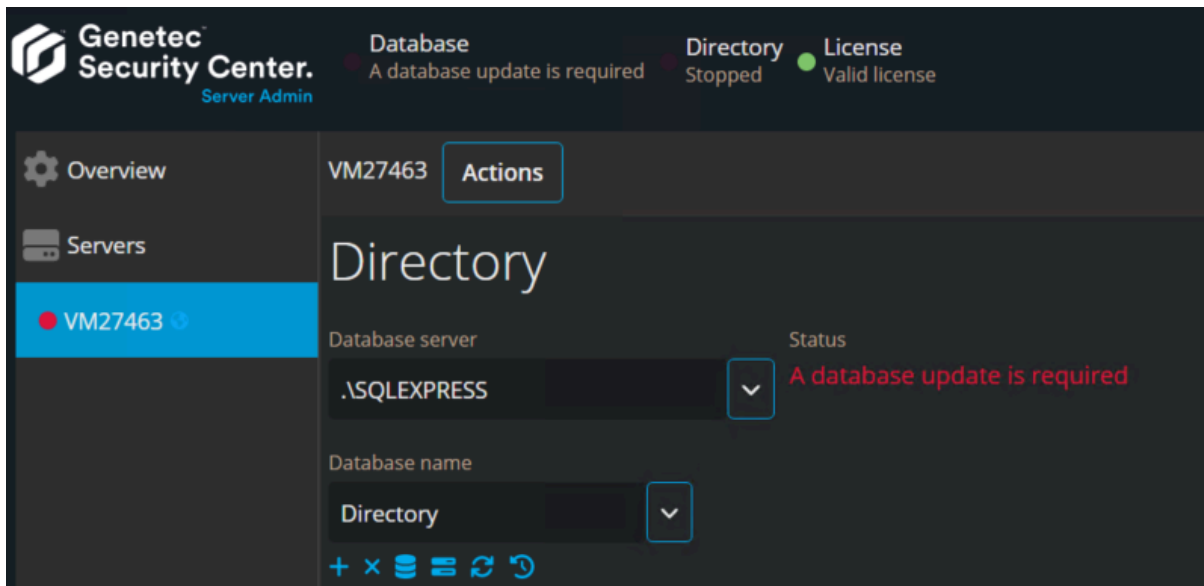 Genetec
Security Center.
Server Admin
Database
A database update is required
Directory
Stopped
License
Valid license
Overview
Servers
VM27463
VM27463
Actions
Directory
Database server
.\SQLEXPRESS
Status
A database update is required
Database name
Directory